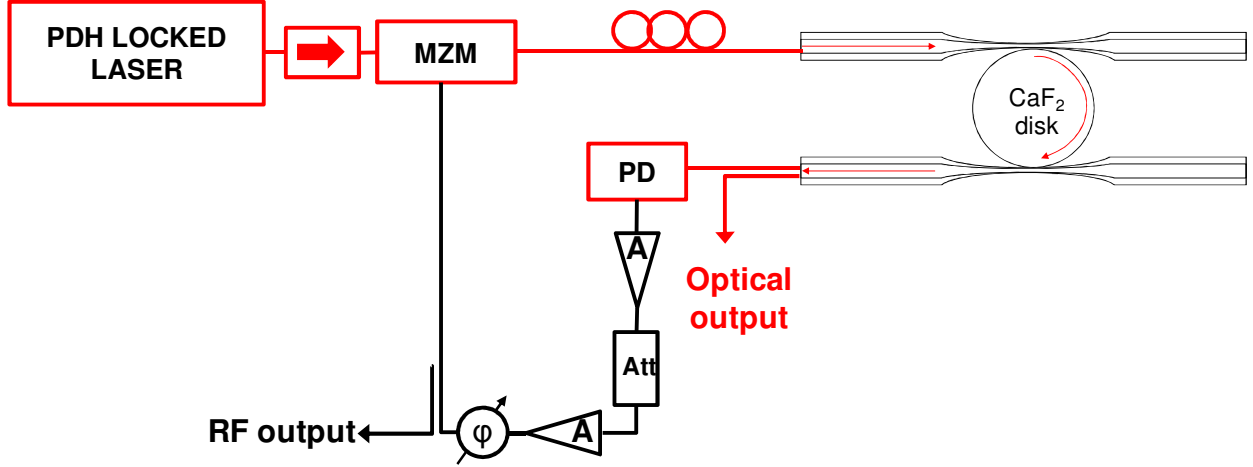 PDH LOCKED
LASER
MZM
CaF₂
disk
PD
A
Optical
output
Att
A
φ
RF output